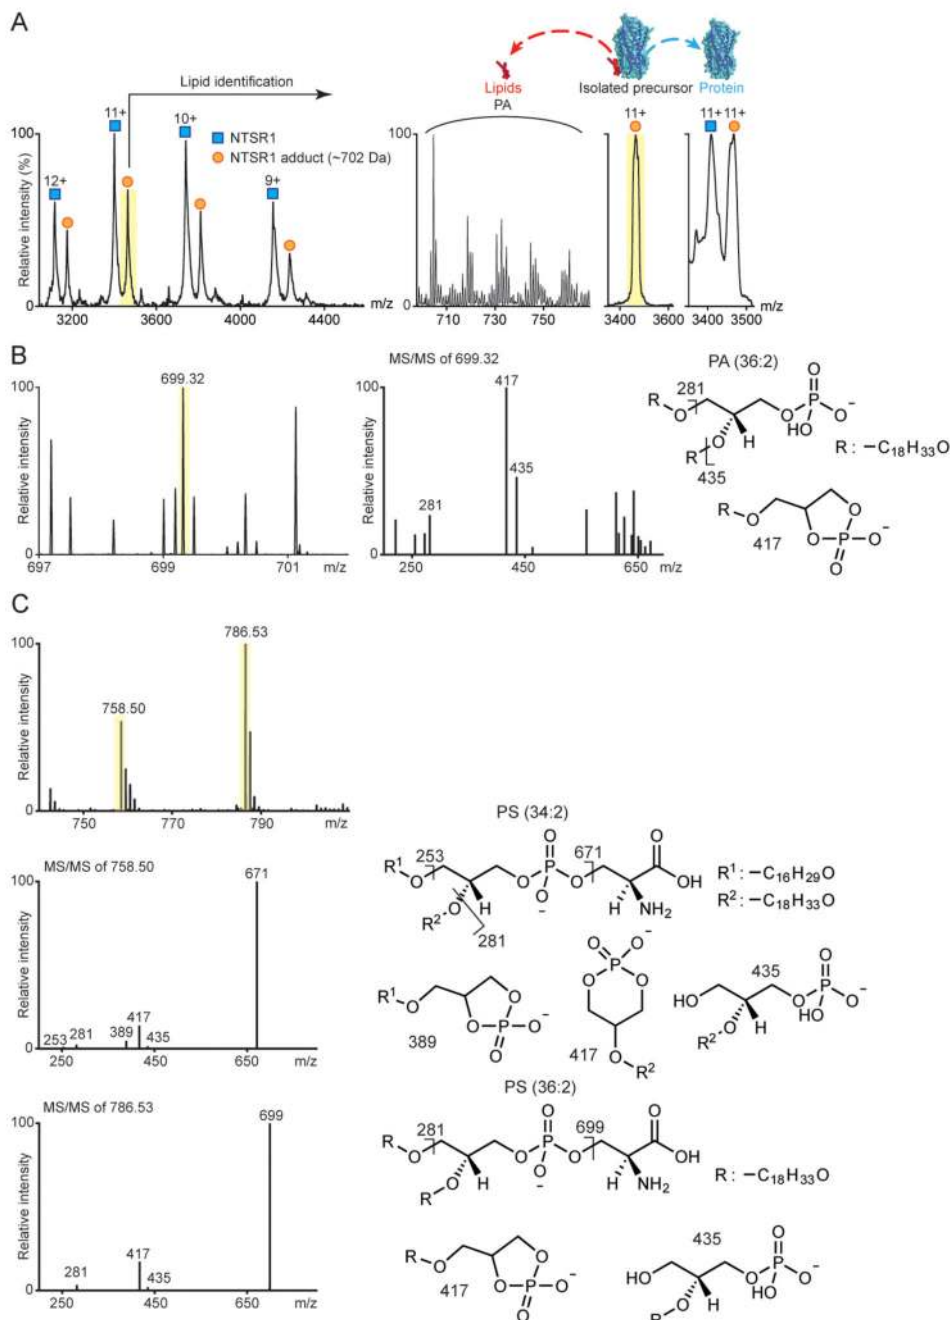 A
Lipid identification
Lipids
Isolated precursor
Protein
PA
11+
10+
12+
9+
NTSR1
NTSR1 adduct (~702 Da)
11+
11+ 11+
Relative intensity (%)
100
0
3200 3600 4000 4400 m/z
100
0
710 730 750
3400 3600 m/z
3400 3500 m/z
B
699.32
100
Relative intensity
0
697 699 701 m/z
MS/MS of 699.32
417
435
281
100
Relative intensity
0
250 450 650 m/z
PA (36:2)
281
R O O P O O⁻
HO
H
R O
435
R : −C₁₈H₃₃O
R O O O P O⁻ O
417
C
786.53
758.50
100
Relative intensity
0
750 770 790 m/z
MS/MS of 758.50
671
417
389
435
281
253
100
Relative intensity
0
250 450 650 m/z
PS (34:2)
253
671
R¹ O O P O O O⁻ O OH
R² O H H NH₂
281
R¹ : −C₁₆H₂₉O
R² : −C₁₈H₃₃O
R¹ O O O P O⁻ O
389
O O⁻ P O O O R²
417
435
HO O P O O⁻ HO
R² O H
MS/MS of 786.53
699
417
435
281
100
Relative intensity
0
250 450 650 m/z
PS (36:2)
281
699
R O O P O O O⁻ O OH
R O H H NH₂
R : −C₁₈H₃₃O
R O O O P O⁻ O
417
435
HO O P O O⁻ HO
R O H